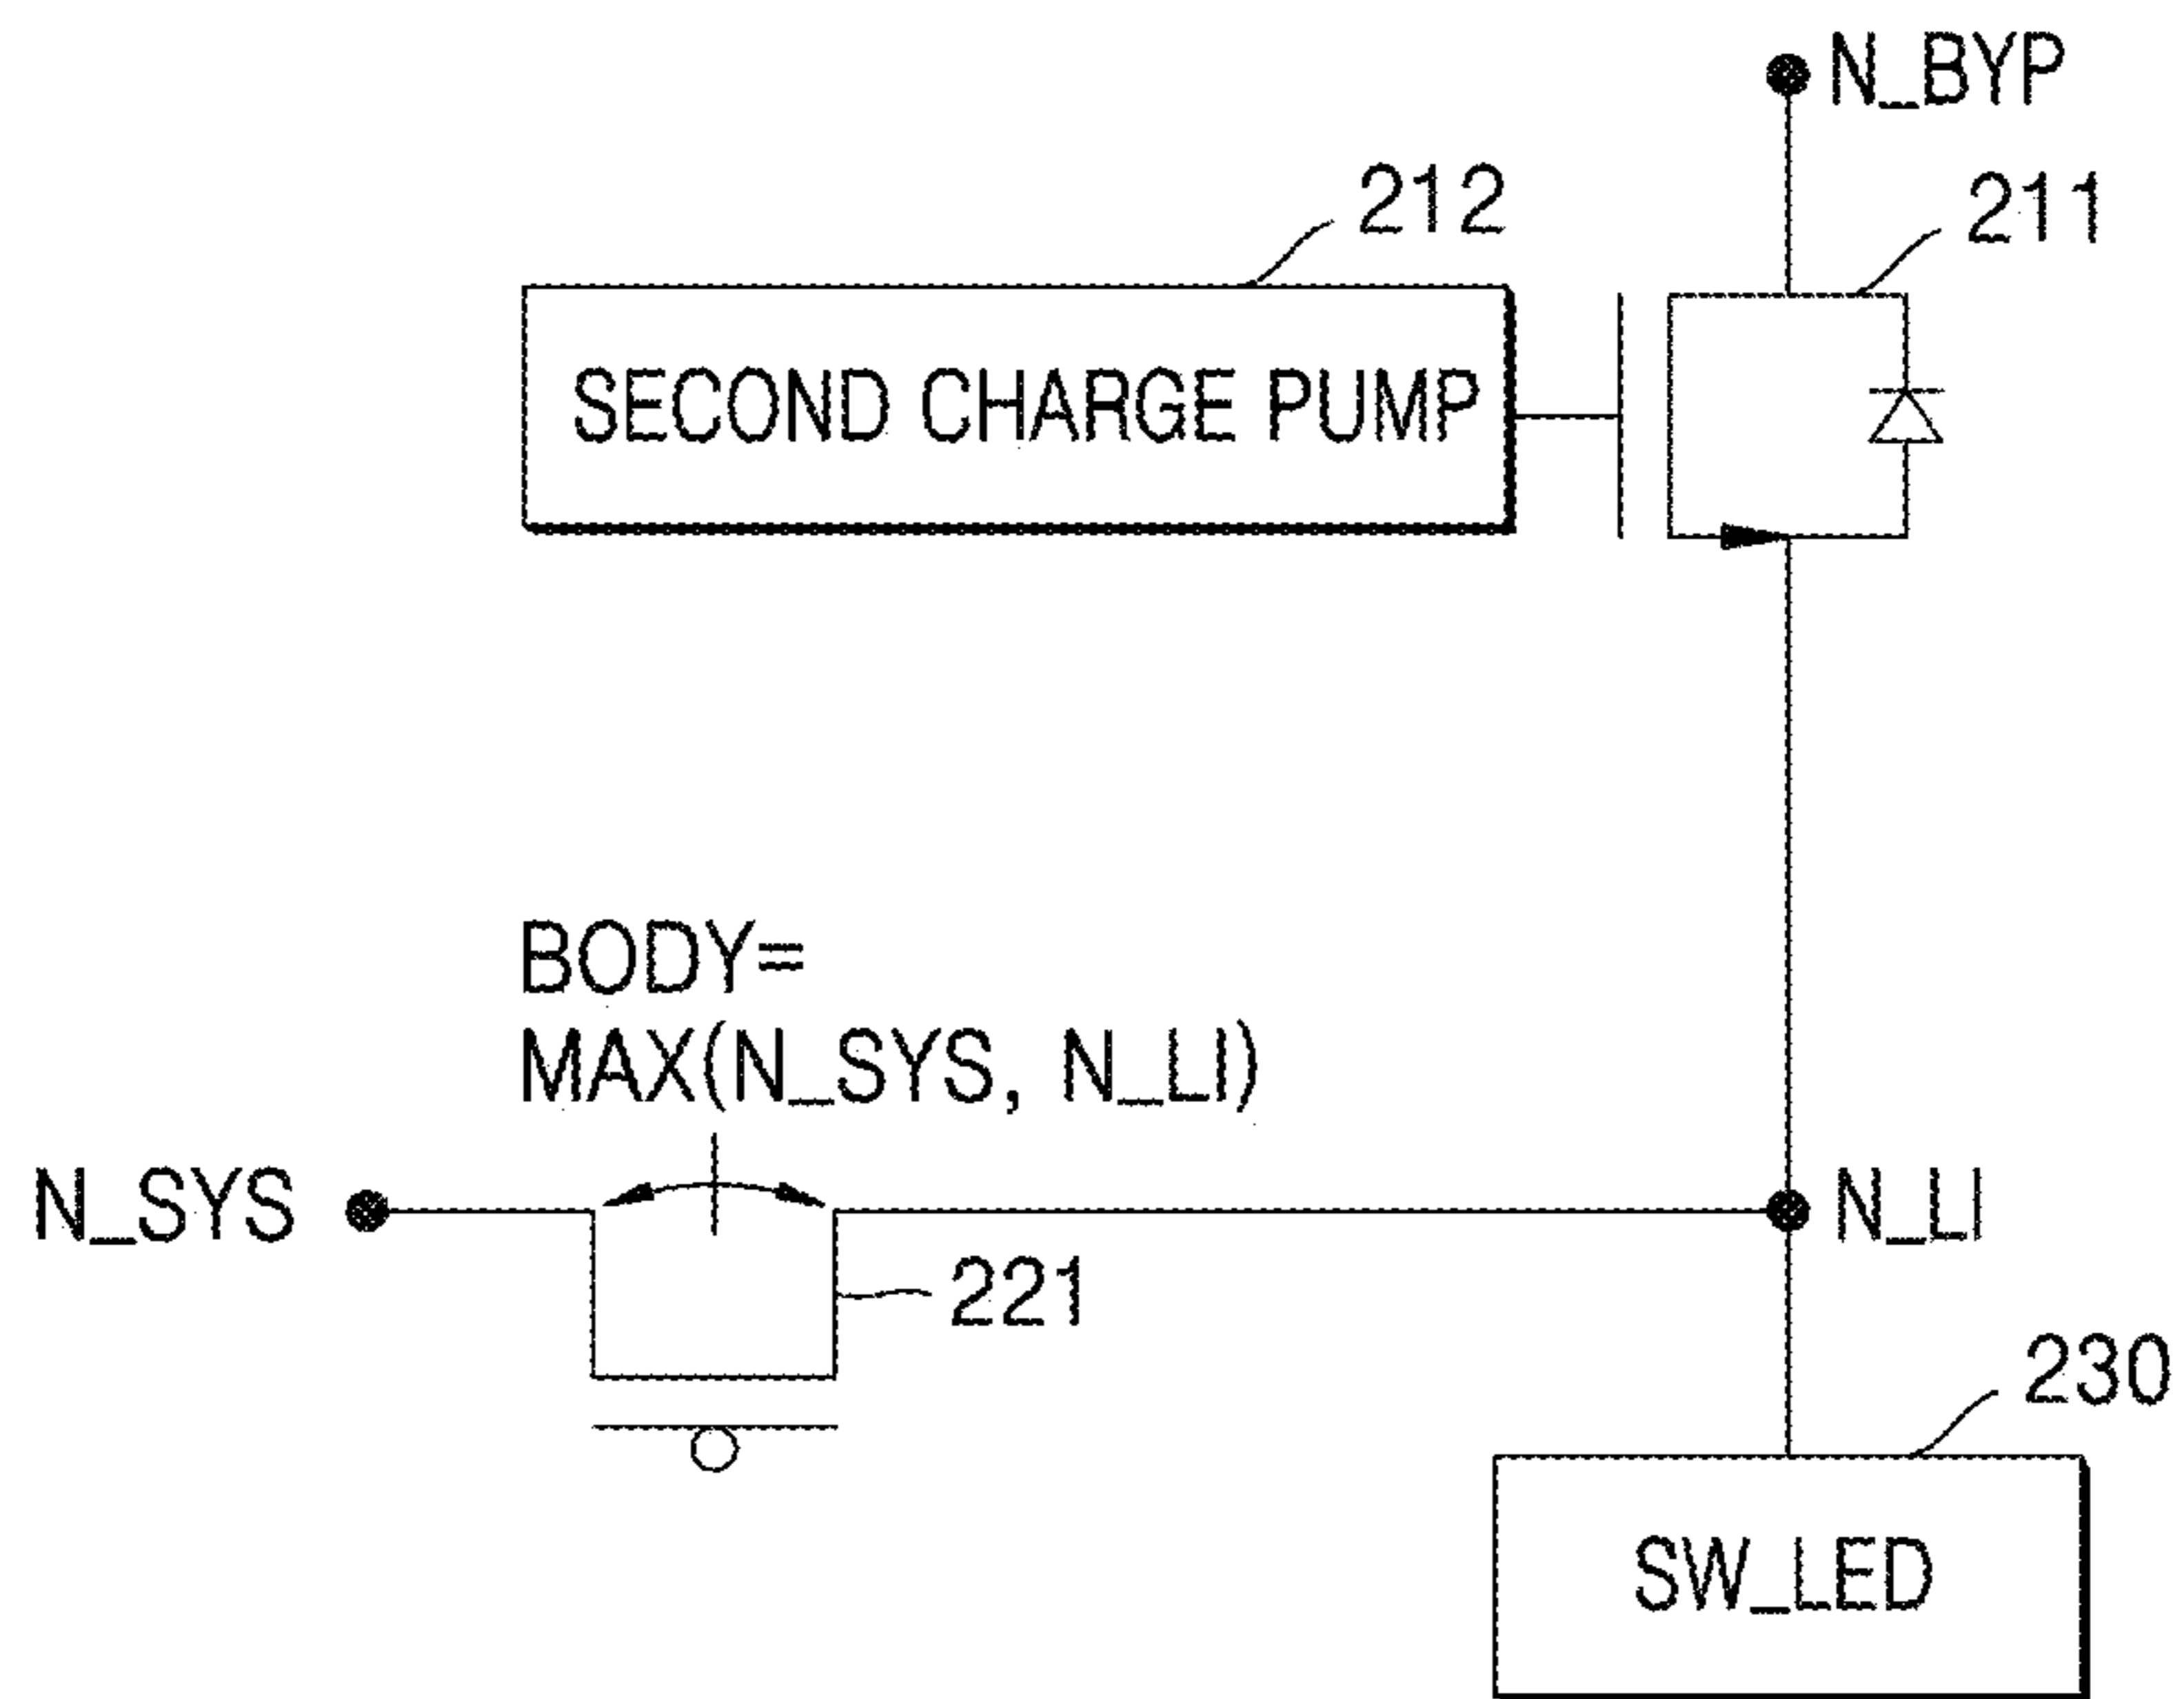 N_BYP
212
211
SECOND CHARGE PUMP
BODY=
MAX(N_SYS, N_LI)
N_SYS
N_LI
221
230
SW_LED